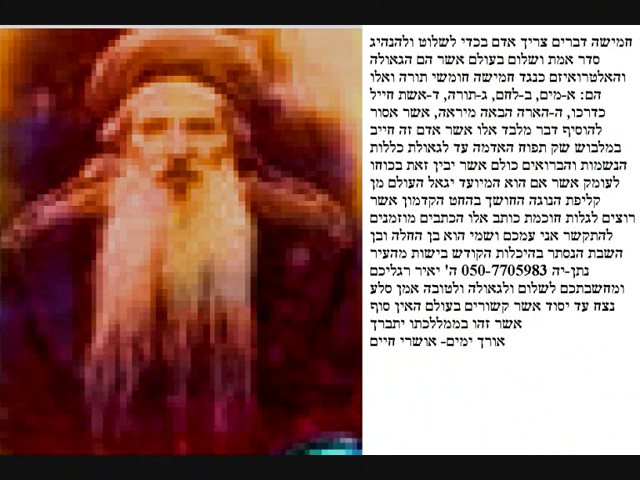 חמישה דברים צריך אדם בכדי לשלוט ולהנהיג
סדר אמת ושלום בעולם אשר הם הגאולה
והאלטרואיזם כנגד חמישה חומשי תורה ואלו
הם: א-מים, ב-לחם, ג-תורה, ד-אשת חייל
כדרכו, ה-הארה הבאה מיראה, אשר אסור
להוסיף דבר מלבד אלו אשר אדם זה חייב
במלבוש שק תפוח האדמה עד לגאולת כללות
הנשמות והברואים כולם אשר יבין זאת בכוחו
לעומק אשר אם הוא המיועד יגאל העולם מן
קליפת הנוגה החושך בהחט הקדמון אשר
רוצים לגלות חוכמת כותב אלו הכתבים מוזמנים
להתקשר אני עמכם ושמי הוא בן החלה ובן
השבת הנסתר בהיכלות הקודש בישות מהעיר
נתן-יה 050-7705983 ה' יאיר רגליכם
ומחשבתכם לשלום ולגאולה ולטובה אמן סלע
נצח עד יסוד אשר קשורים בעולם האין סוף
אשר זהו בממללכתו יתברך
אורך ימים- אושרי חיים